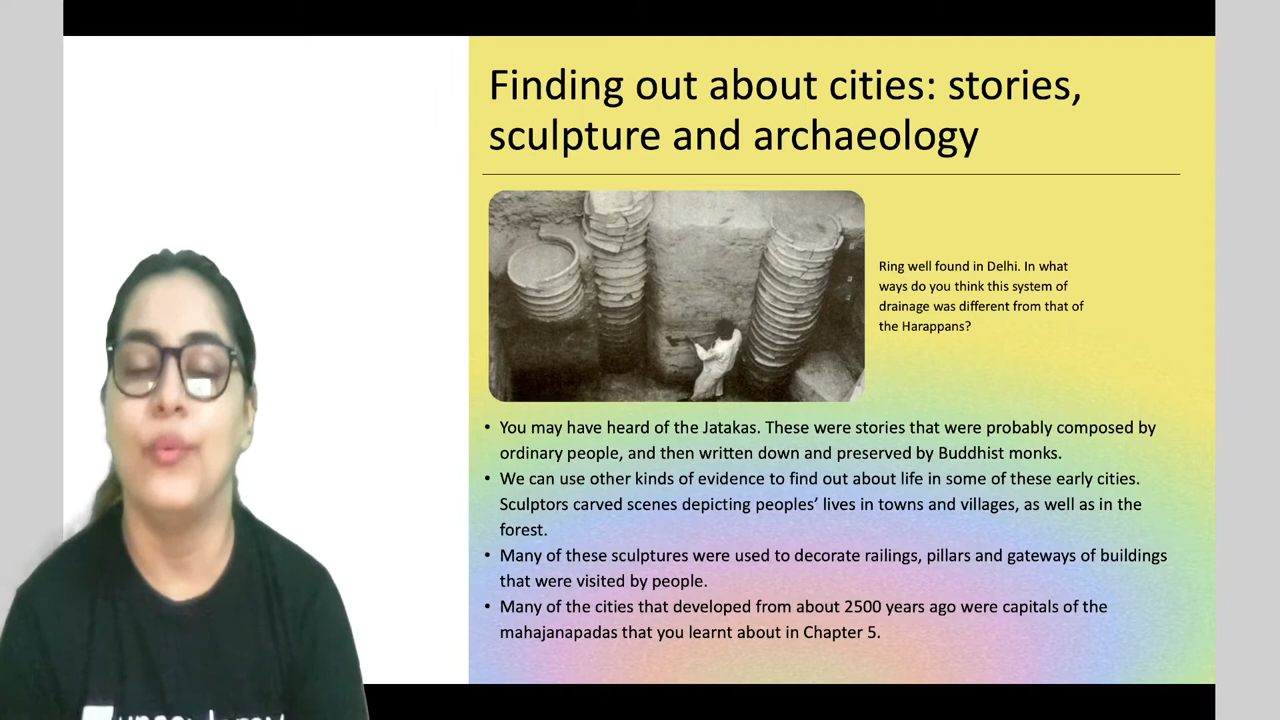 Finding out about cities: stories,
sculpture and archaeology
Ring well found in Delhi. In what
ways do you think this system of
drainage was different from that of
the Harappans?
• You may have heard of the Jatakas. These were stories that were probably composed by
ordinary people, and then written down and preserved by Buddhist monks.
• We can use other kinds of evidence to find out about life in some of these early cities.
Sculptors carved scenes depicting peoples’ lives in towns and villages, as well as in the
forest.
• Many of these sculptures were used to decorate railings, pillars and gateways of buildings
that were visited by people.
• Many of the cities that developed from about 2500 years ago were capitals of the
mahajanapadas that you learnt about in Chapter 5.